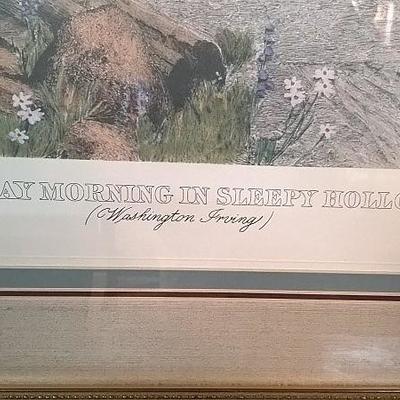 AY MORNING IN SLEEPY HOLLO
(Washington Irving)